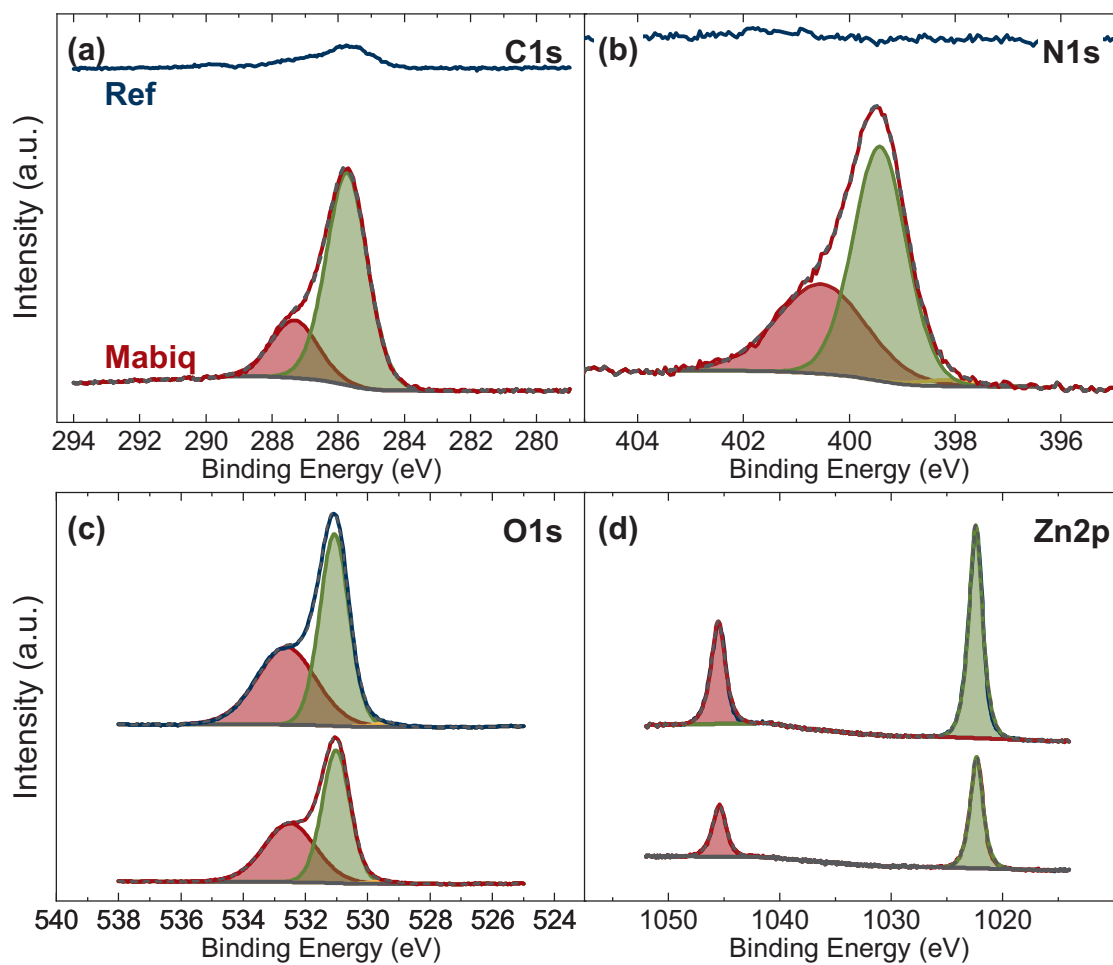 (a) C1s
Ref
Mabiq
Intensity (a.u.)
294 292 290 288 286 284 282 280
Binding Energy (eV)
(b) N1s
404 402 400 398 396
Binding Energy (eV)
(c) O1s
Intensity (a.u.)
540 538 536 534 532 530 528 526 524
Binding Energy (eV)
(d) Zn2p
1050 1040 1030 1020
Binding Energy (eV)